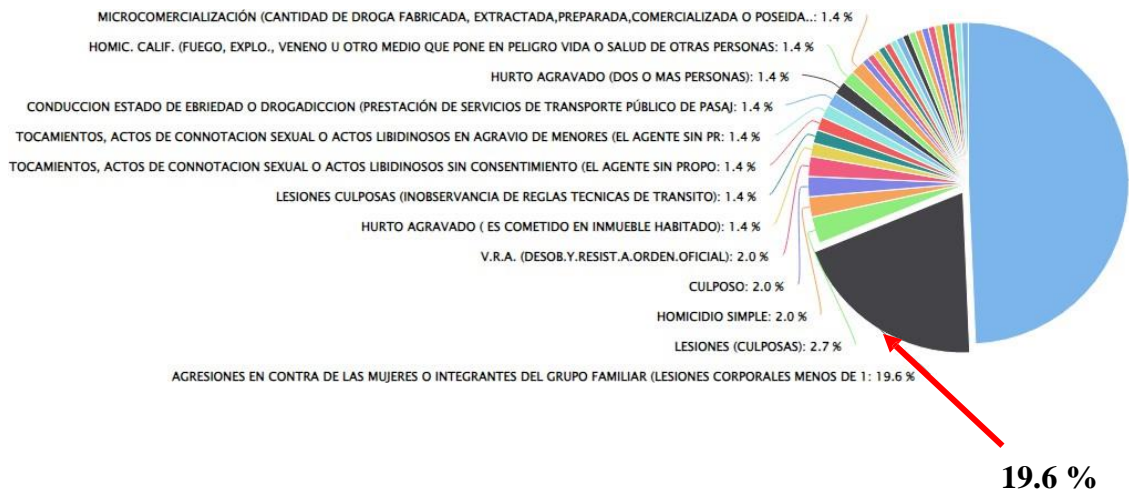 MICROCOMERCIALIZACIÓN (CANTIDAD DE DROGA FABRICADA, EXTRACTADA,PREPARADA,COMERCIALIZADA O POSEIDA..: 1.4 %
HOMIC. CALIF. (FUEGO, EXPLO., VENENO U OTRO MEDIO QUE PONE EN PELIGRO VIDA O SALUD DE OTRAS PERSONAS: 1.4 %
HURTO AGRAVADO (DOS O MAS PERSONAS): 1.4 %
CONDUCCION ESTADO DE EBRIEDAD O DROGADICCION (PRESTACIÓN DE SERVICIOS DE TRANSPORTE PÚBLICO DE PASAJ: 1.4 %
TOCAMIENTOS, ACTOS DE CONNOTACION SEXUAL O ACTOS LIBIDINOSOS EN AGRAVIO DE MENORES (EL AGENTE SIN PR: 1.4 %
TOCAMIENTOS, ACTOS DE CONNOTACION SEXUAL O ACTOS LIBIDINOSOS SIN CONSENTIMIENTO (EL AGENTE SIN PROPO: 1.4 %
LESIONES CULPOSAS (INOBSERVANCIA DE REGLAS TECNICAS DE TRANSITO): 1.4 %
HURTO AGRAVADO ( ES COMETIDO EN INMUEBLE HABITADO): 1.4 %
V.R.A. (DESOB.Y.RESIST.A.ORDEN.OFICIAL): 2.0 %
CULPOSO: 2.0 %
HOMICIDIO SIMPLE: 2.0 %
LESIONES (CULPOSAS): 2.7 %
AGRESIONES EN CONTRA DE LAS MUJERES O INTEGRANTES DEL GRUPO FAMILIAR (LESIONES CORPORALES MENOS DE 1: 19.6 %
19.6 %